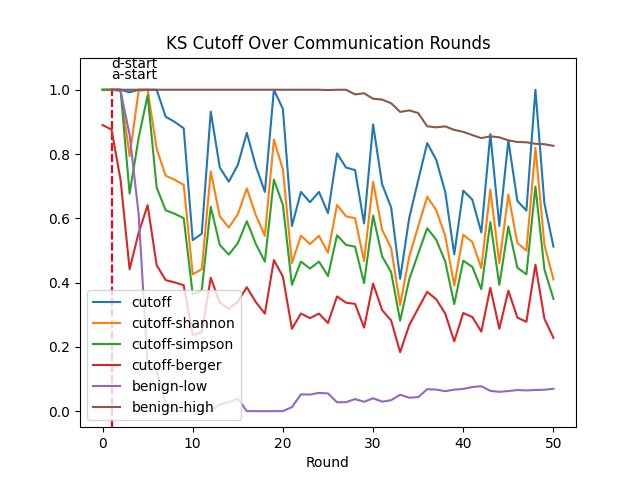 KS Cutoff Over Communication Rounds
d-start
a-start
1.0
0.8
0.6
0.4
0.2
0.0
cutoff
cutoff-shannon
cutoff-simpson
cutoff-berger
benign-low
benign-high
0 10 20 30 40 50
Round